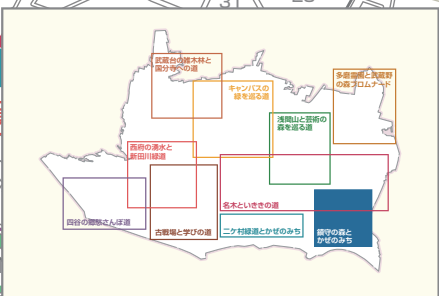 31
武蔵台の雑木林と
国分寺への道
キャンパスの
緑を巡る道
多磨霊園と武蔵野
の森プロムナード
浅間山と芸術の
森を巡る道
西府の湧水と
新田川緑道
名木といききの道
四谷の郷愁さんぽ道
古戦場と学びの道
二ケ村緑道とかぜのみち
鎮守の森と
かぜのみち